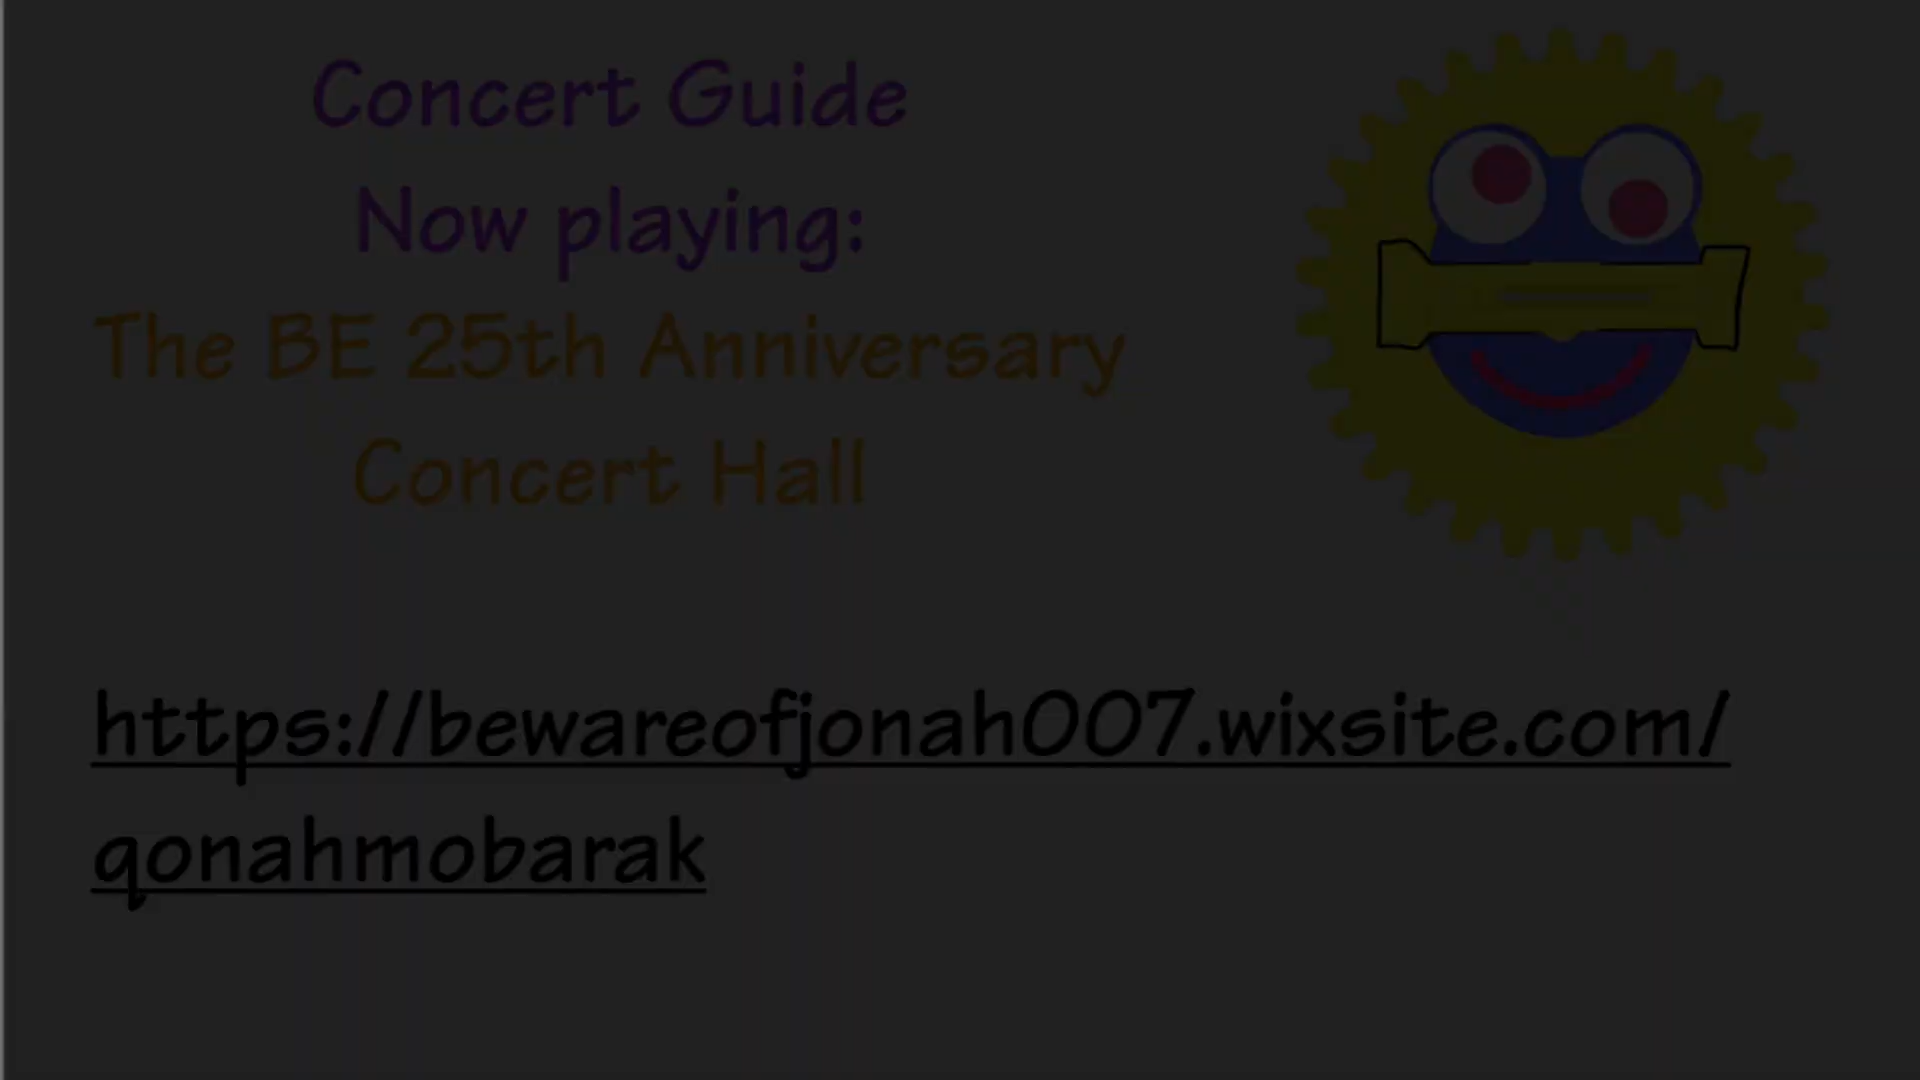 Concert Guide
Now playing:
The BE 25th Anniversary
Concert Hall
https://bewareofjonah007.wixsite.com/
qonahmobarak